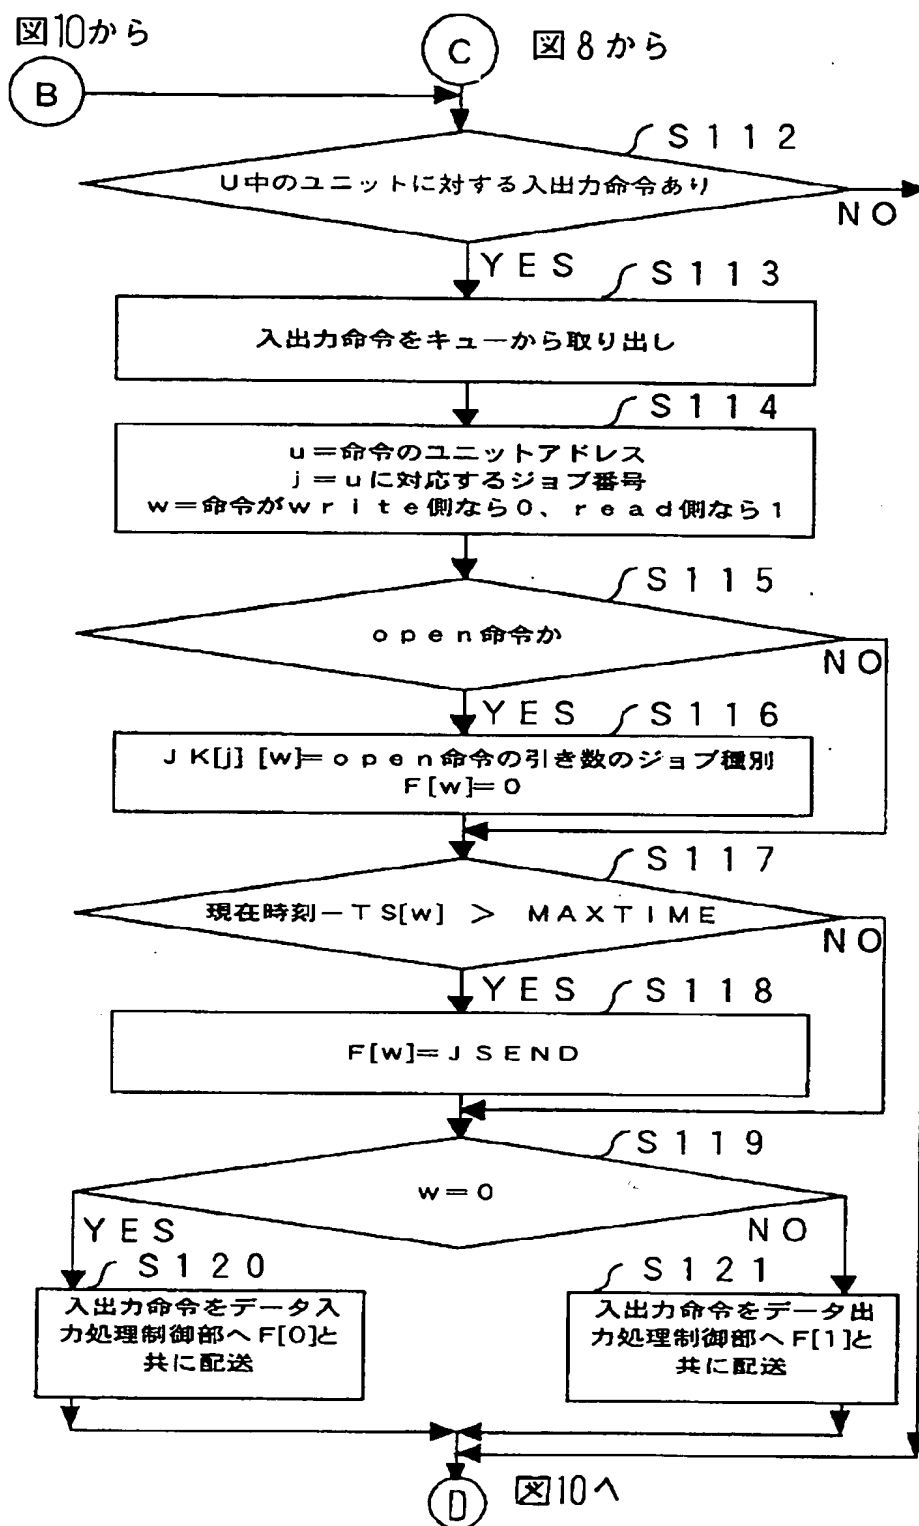 図10から
C 図8から
B
S112
U中のユニットに対する入出力命令あり
NO
YES
S113
入出力命令をキューから取り出し
S114
u=命令のユニットアドレス
j=uに対応するジョブ番号
w=命令がwrite側なら0、read側なら1
S115
open命令か
NO
YES
S116
JK[j][w]=open命令の引き数のジョブ種別
F[w]=0
S117
現在時刻-TS[w] > MAXTIME
NO
YES
S118
F[w]=JSEND
S119
w=0
YES
NO
S120
S121
入出力命令をデータ入
力処理制御部へF[0]と
共に配送
入出力命令をデータ出
力処理制御部へF[1]と
共に配送
D 図10へ